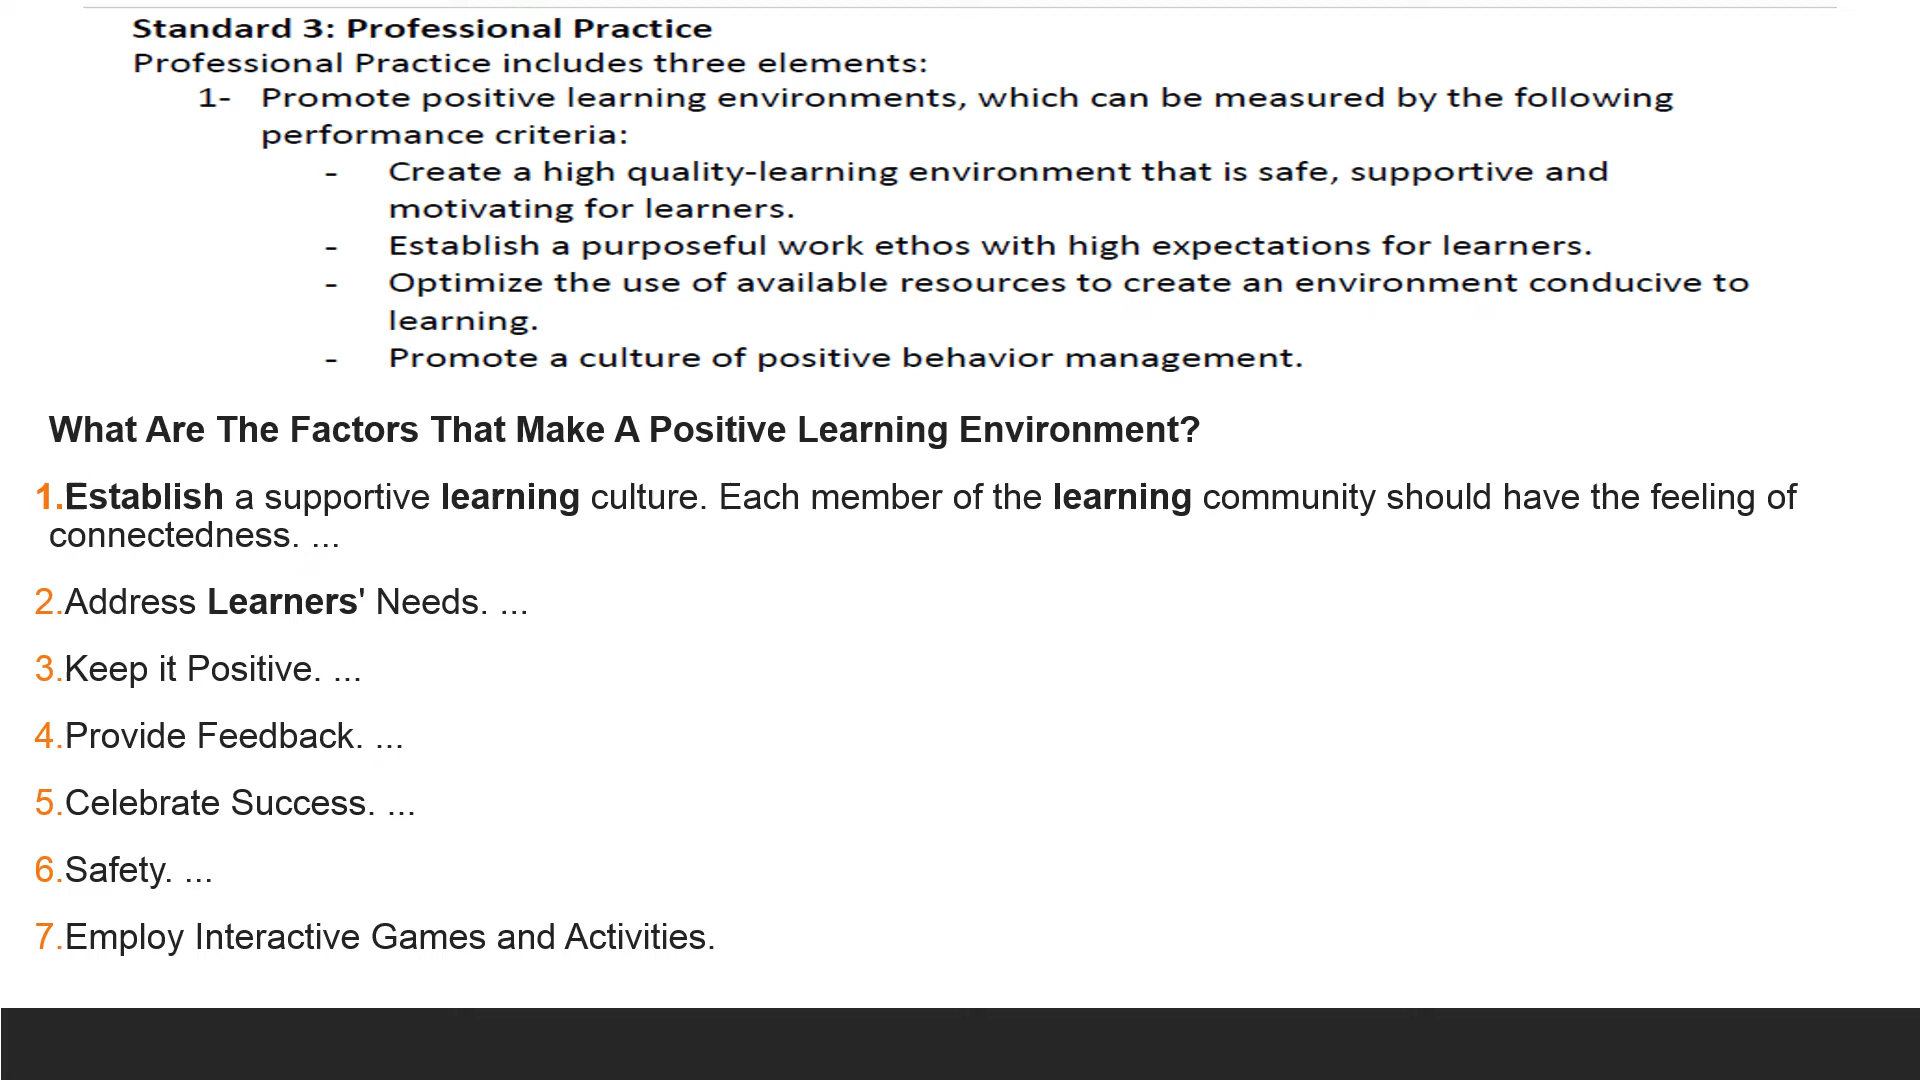 Standard 3: Professional Practice
Professional Practice includes three elements:
1- Promote positive learning environments, which can be measured by the following
performance criteria:
- Create a high quality-learning environment that is safe, supportive and
motivating for learners.
- Establish a purposeful work ethos with high expectations for learners.
- Optimize the use of available resources to create an environment conducive to
learning.
- Promote a culture of positive behavior management.
What Are The Factors That Make A Positive Learning Environment?
1.Establish a supportive learning culture. Each member of the learning community should have the feeling of
connectedness. ...
2.Address Learners' Needs. ...
3.Keep it Positive. ...
4.Provide Feedback. ...
5.Celebrate Success. ...
6.Safety. ...
7.Employ Interactive Games and Activities.